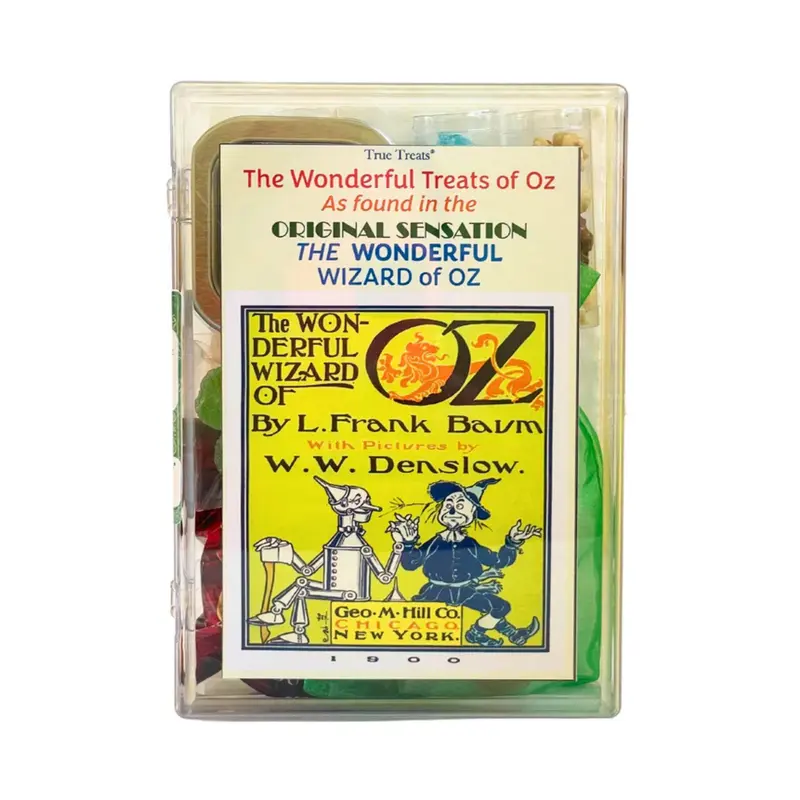 True Treats®
The Wonderful Treats of Oz
As found in the
ORIGINAL SENSATION
THE WONDERFUL
WIZARD of OZ
The WON-
DERFUL
WIZARD
OF
OZ
By L. Frank Baum
With Pictures by
W. W. Denslow.
Geo. M. Hill Co.
CHICAGO
NEW YORK.
1900